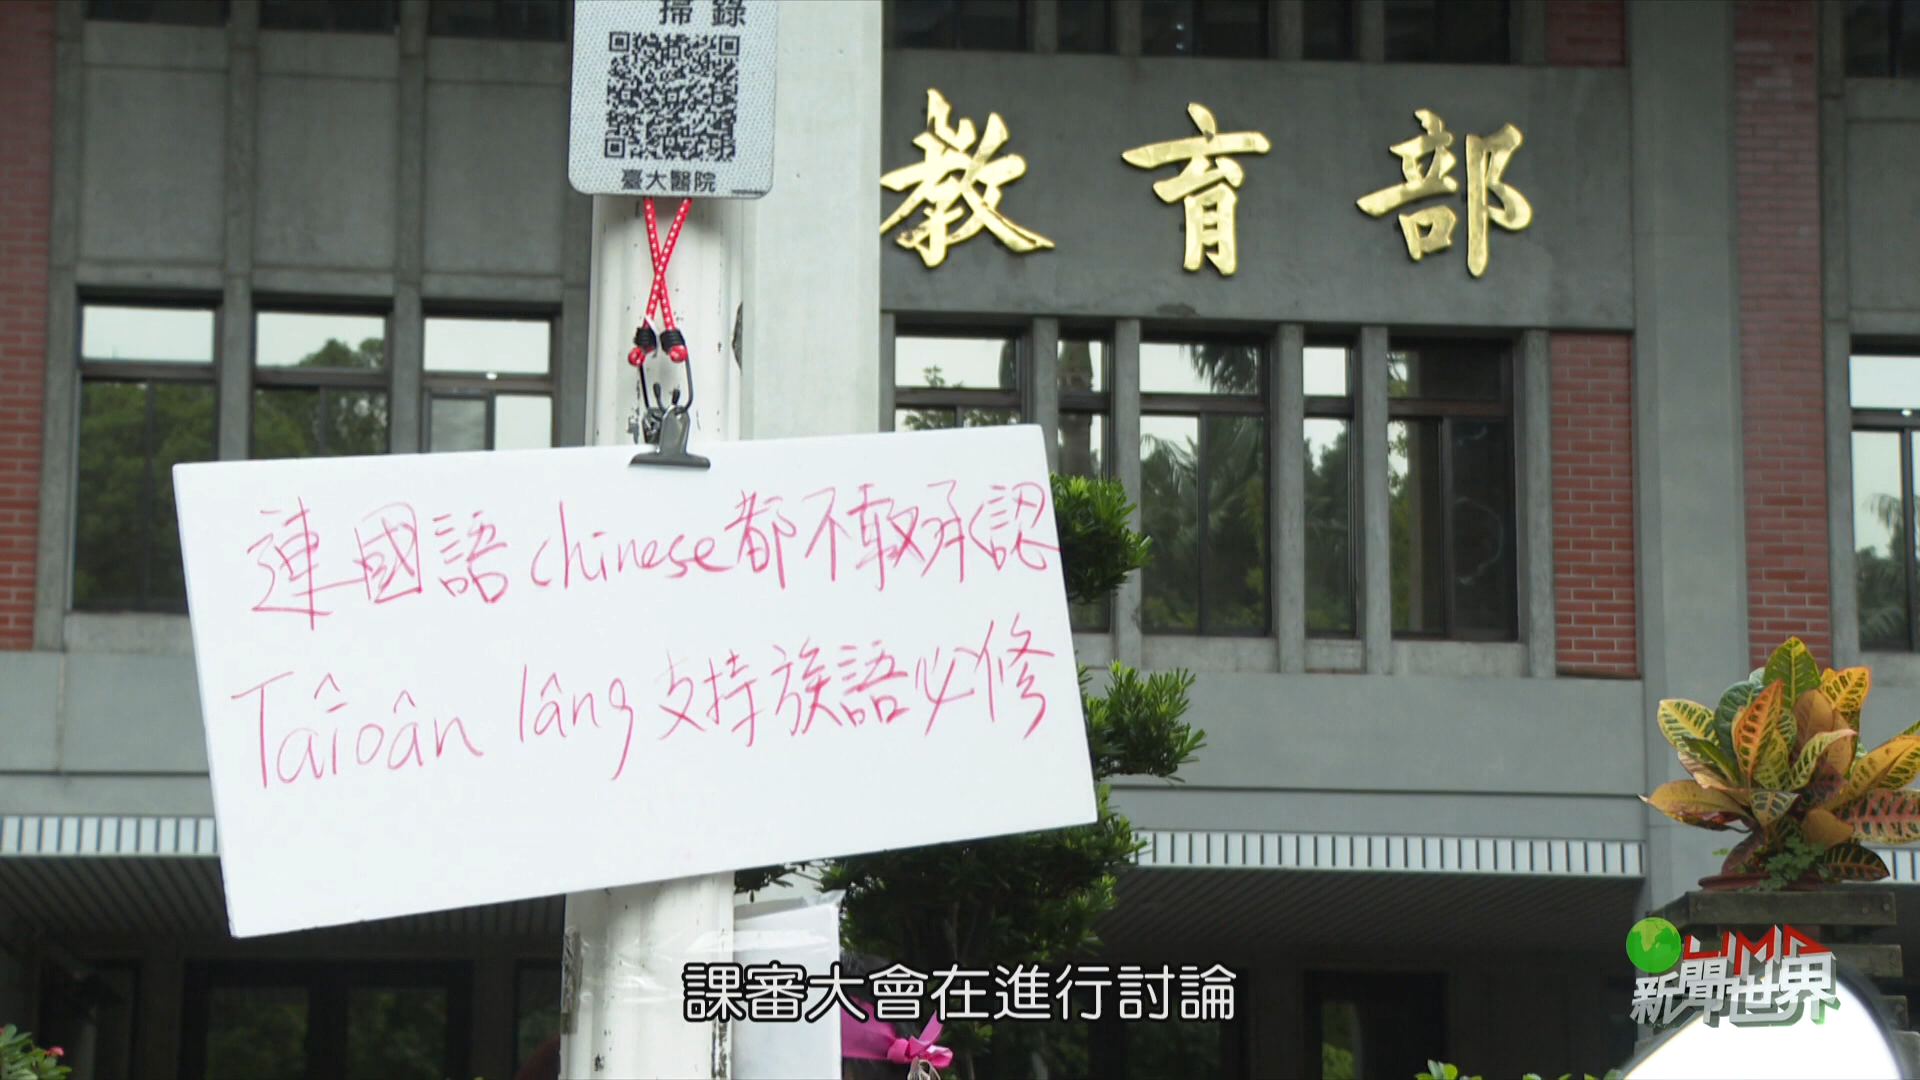 掃 錄
臺大醫院
教育部
連國語chinese都不敢承認
Tâioân lâng支持族語必修
課審大會在進行討論
LIMA
新聞世界